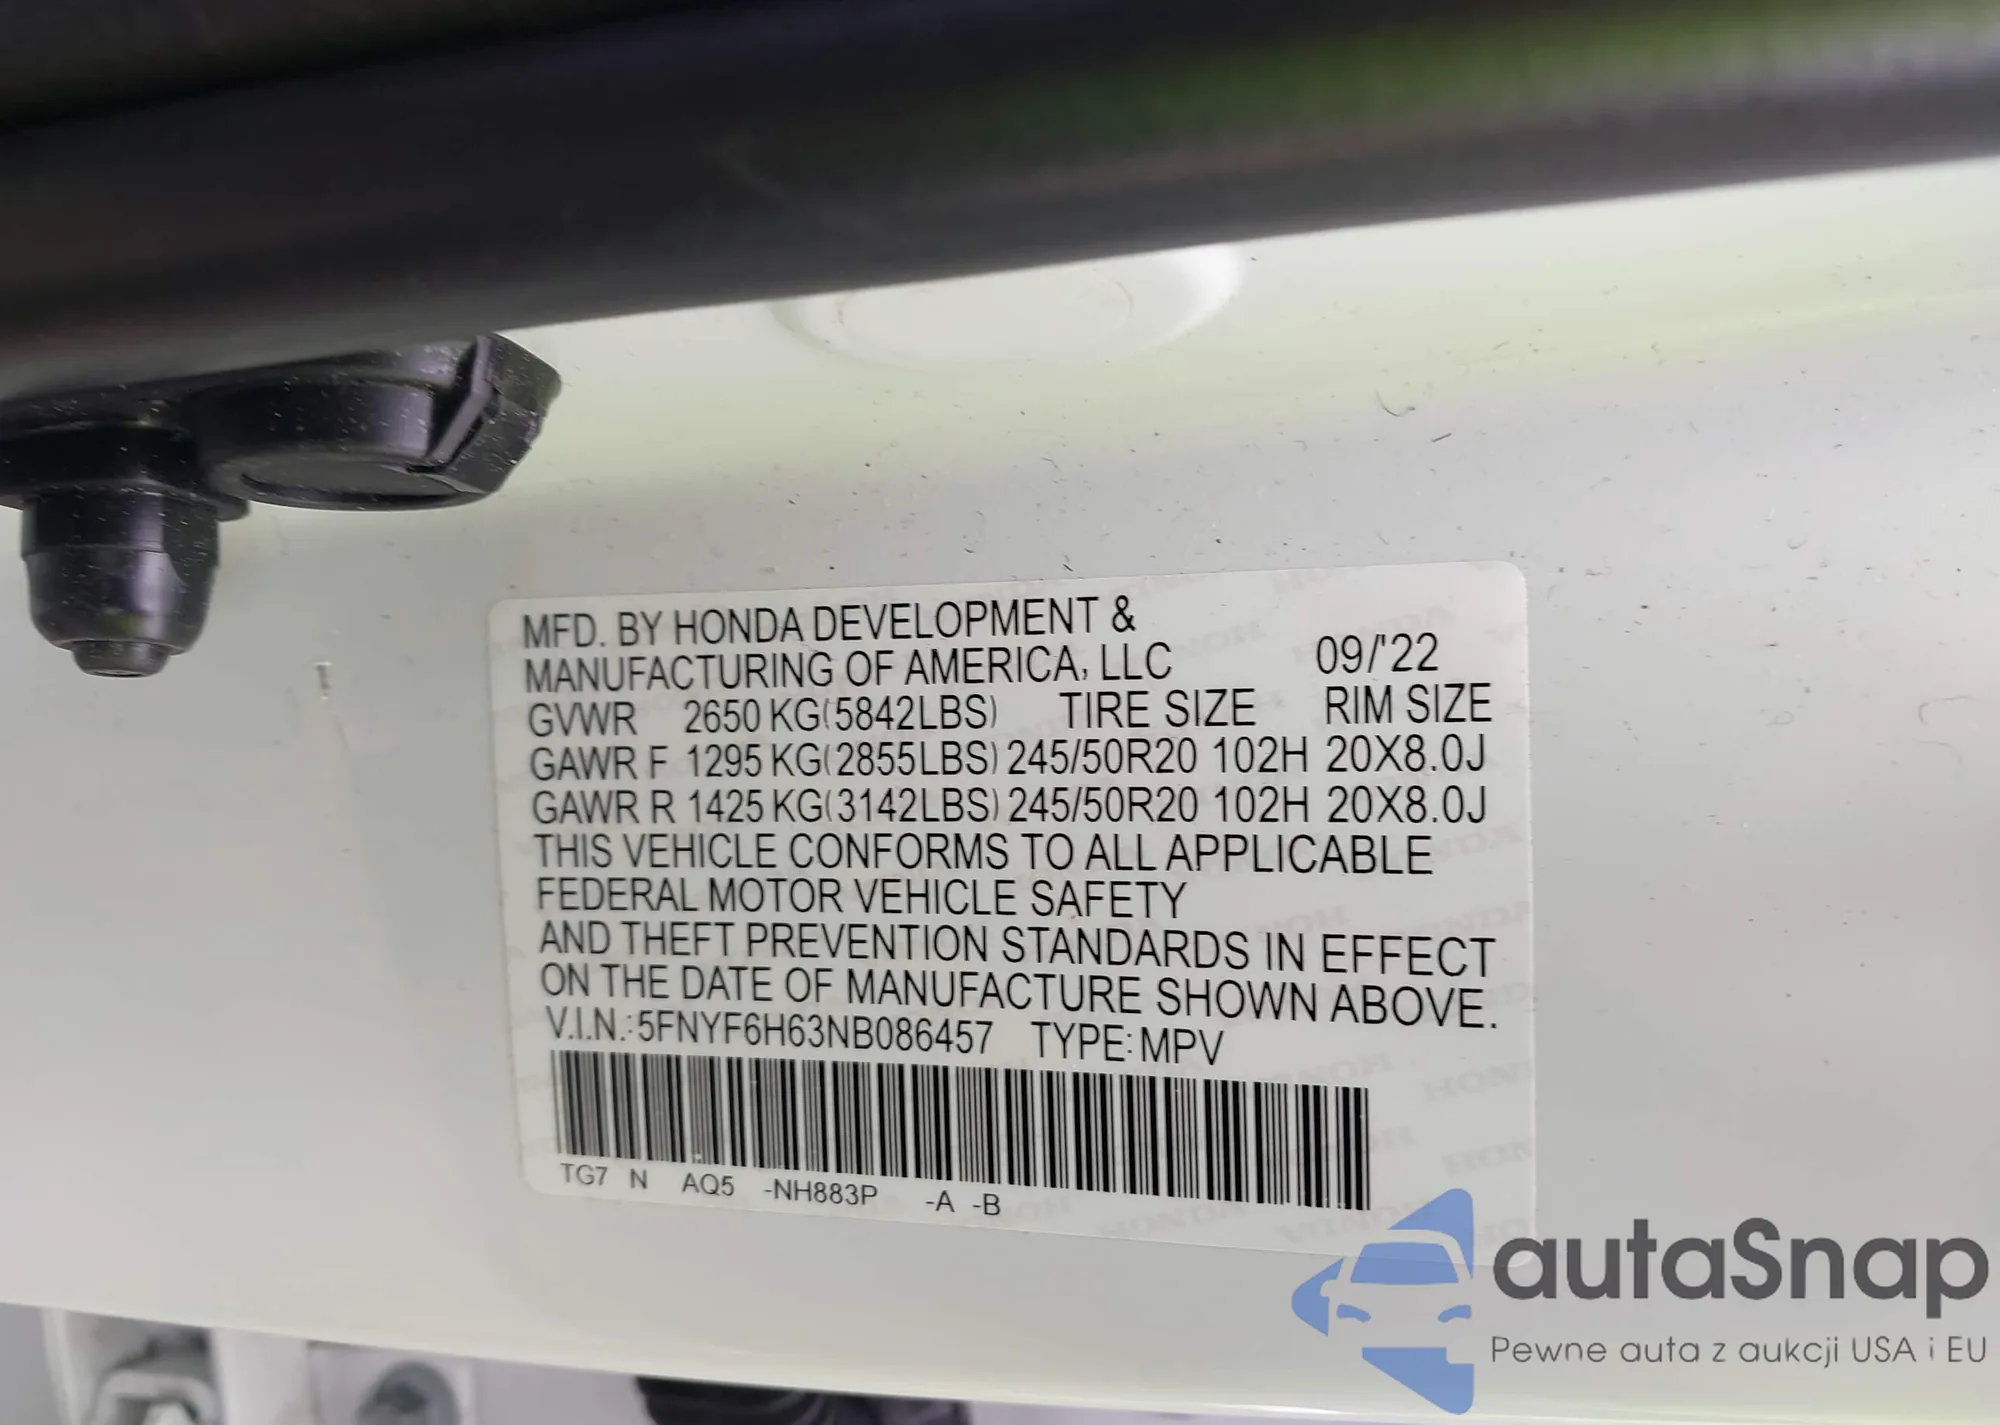 MFD. BY HONDA DEVELOPMENT &
MANUFACTURING OF AMERICA, LLC 09/'22
GVWR 2650 KG(5842LBS) TIRE SIZE RIM SIZE
GAWR F 1295 KG(2855LBS) 245/50R20 102H 20X8.0J
GAWR R 1425 KG(3142LBS) 245/50R20 102H 20X8.0J
THIS VEHICLE CONFORMS TO ALL APPLICABLE
FEDERAL MOTOR VEHICLE SAFETY
AND THEFT PREVENTION STANDARDS IN EFFECT
ON THE DATE OF MANUFACTURE SHOWN ABOVE.
V.I.N.: 5FNYF6H63NB086457 TYPE: MPV
TG7 N AQ5 -NH883P -A -B
autaSnap
Pewne auta z aukcji USA i EU